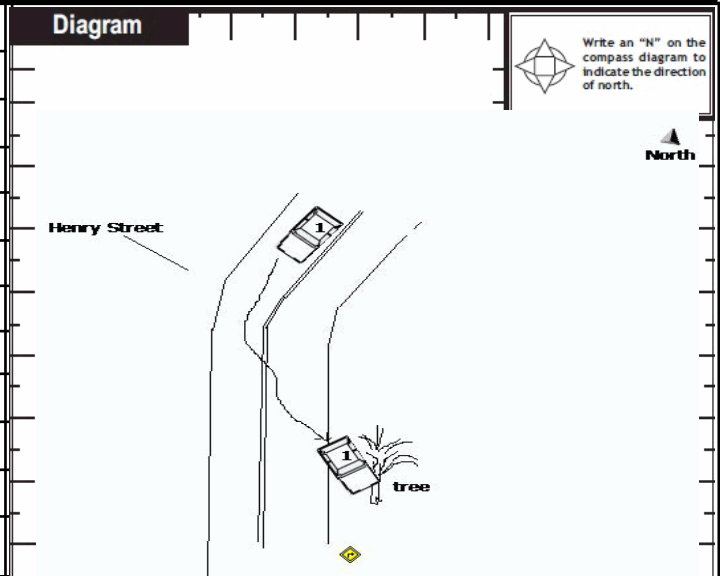 Diagram
Write an “N” on the
compass diagram to
indicate the direction
of north.
North
Henry Street
1
1
tree